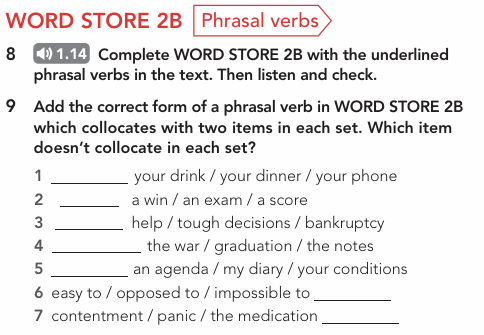 WORD STORE 2B Phrasal verbs
8 1.14 Complete WORD STORE 2B with the underlined
phrasal verbs in the text. Then listen and check.
9 Add the correct form of a phrasal verb in WORD STORE 2B
which collocates with two items in each set. Which item
doesn't collocate in each set?
1 __________ your drink / your dinner / your phone
2 ________ a win / an exam / a score
3 _________ help / tough decisions / bankruptcy
4 ____________ the war / graduation / the notes
5 __________ an agenda / my diary / your conditions
6 easy to / opposed to / impossible to __________
7 contentment / panic / the medication __________